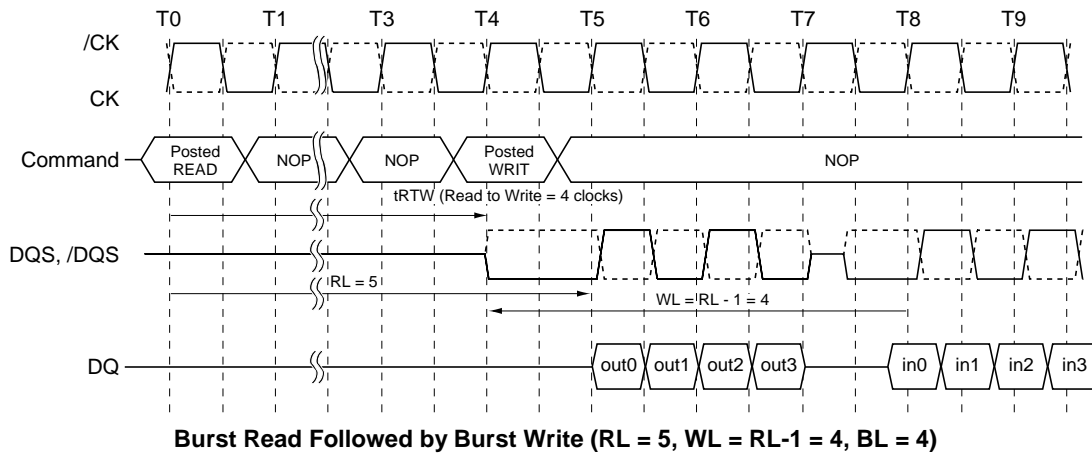 T0 T1 T3 T4 T5 T6 T7 T8 T9
/CK
CK
Command Posted READ NOP NOP Posted WRIT NOP
tRTW (Read to Write = 4 clocks)
DQS, /DQS
RL = 5
WL = RL - 1 = 4
DQ out0 out1 out2 out3 in0 in1 in2 in3
Burst Read Followed by Burst Write (RL = 5, WL = RL-1 = 4, BL = 4)